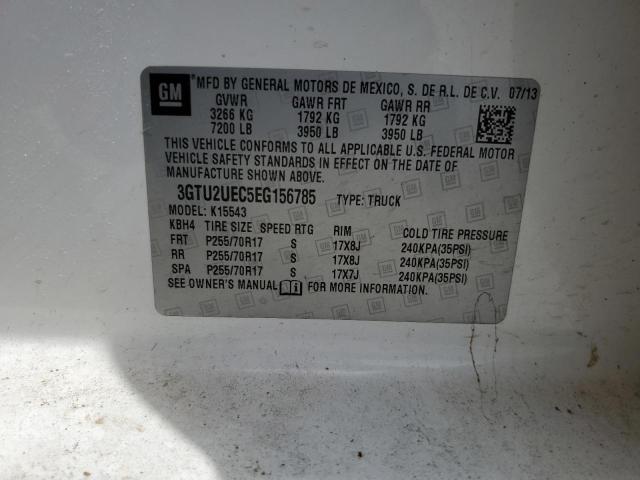 GM MFD BY GENERAL MOTORS DE MEXICO, S. DE R.L. DE C.V. 07/13
GVWR GAWR FRT GAWR RR
3266 KG 1792 KG 1792 KG
7200 LB 3950 LB 3950 LB
THIS VEHICLE CONFORMS TO ALL APPLICABLE U.S. FEDERAL MOTOR
VEHICLE SAFETY STANDARDS IN EFFECT ON THE DATE OF
MANUFACTURE SHOWN ABOVE.
3GTU2UEC5EG156785 TYPE: TRUCK
MODEL: K15543
KBH4 TIRE SIZE SPEED RTG RIM COLD TIRE PRESSURE
FRT P255/70R17 S 17X8J 240KPA(35PSI)
RR P255/70R17 S 17X8J 240KPA(35PSI)
SPA P255/70R17 S 17X7J 240KPA(35PSI)
SEE OWNER'S MANUAL FOR MORE INFORMATION.